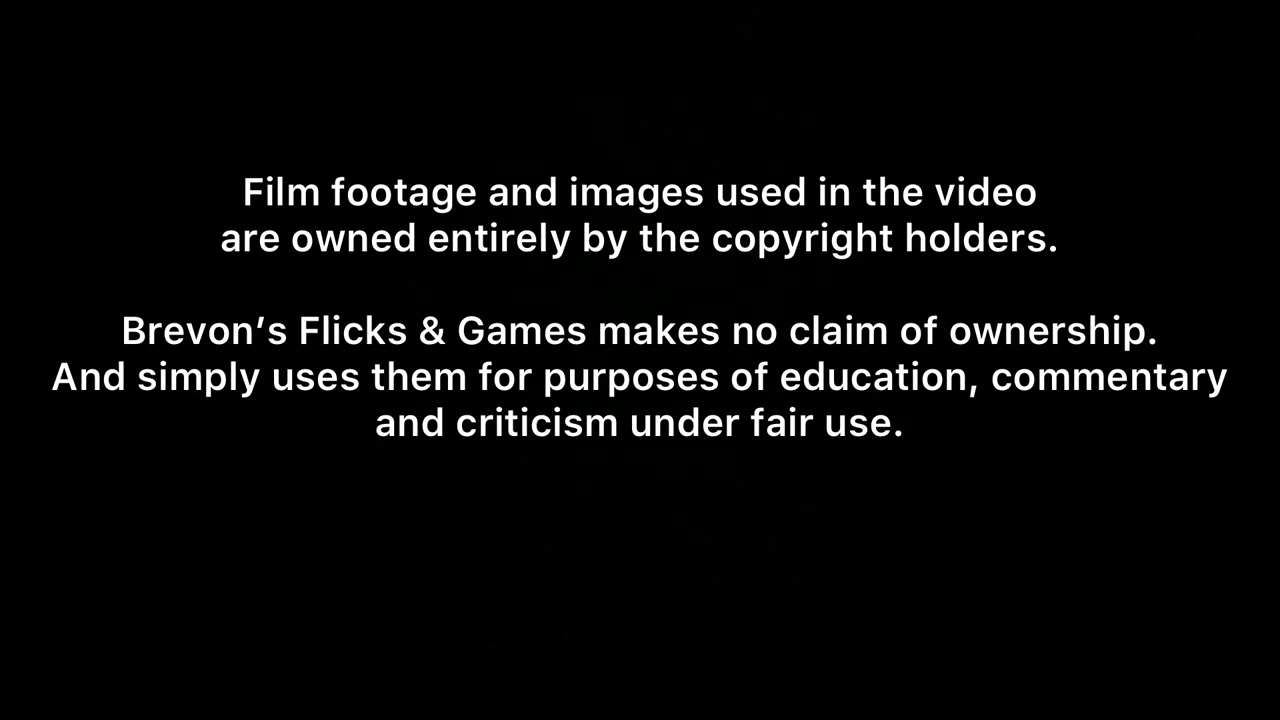 Film footage and images used in the video
are owned entirely by the copyright holders.
Brevon’s Flicks & Games makes no claim of ownership.
And simply uses them for purposes of education, commentary
and criticism under fair use.